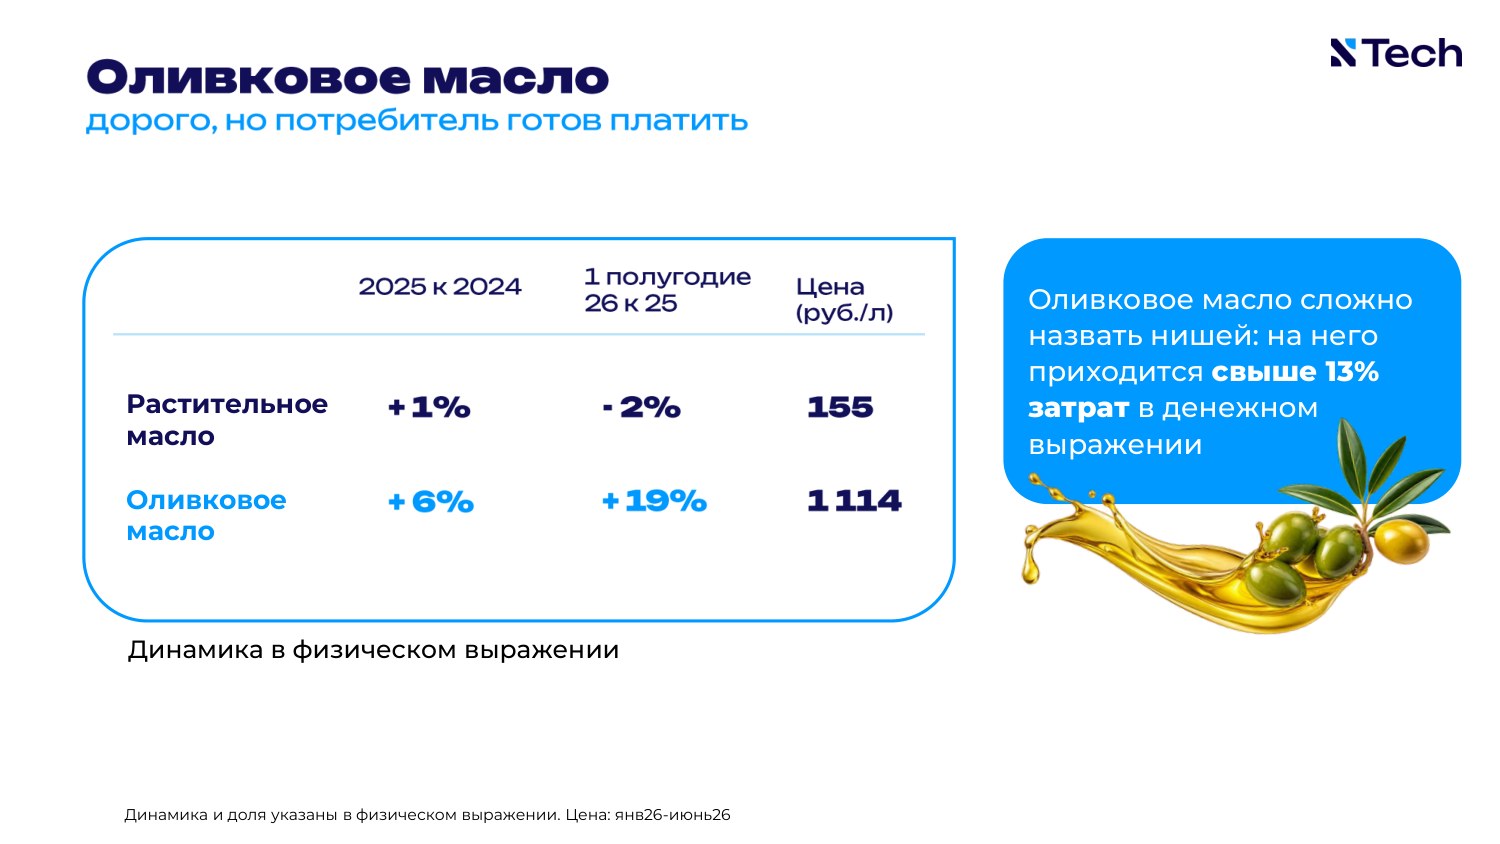 Tech
Оливковое масло
дорого, но потребитель готов платить
2025 к 2024
1 полугодие
26 к 25
Цена
(руб./л)
Растительное
масло
+ 1%
- 2%
155
Оливковое
масло
+ 6%
+ 19%
1 114
Динамика в физическом выражении
Оливковое масло сложно
назвать нишей: на него
приходится свыше 13%
затрат в денежном
выражении
Динамика и доля указаны в физическом выражении. Цена: янв26-июнь26